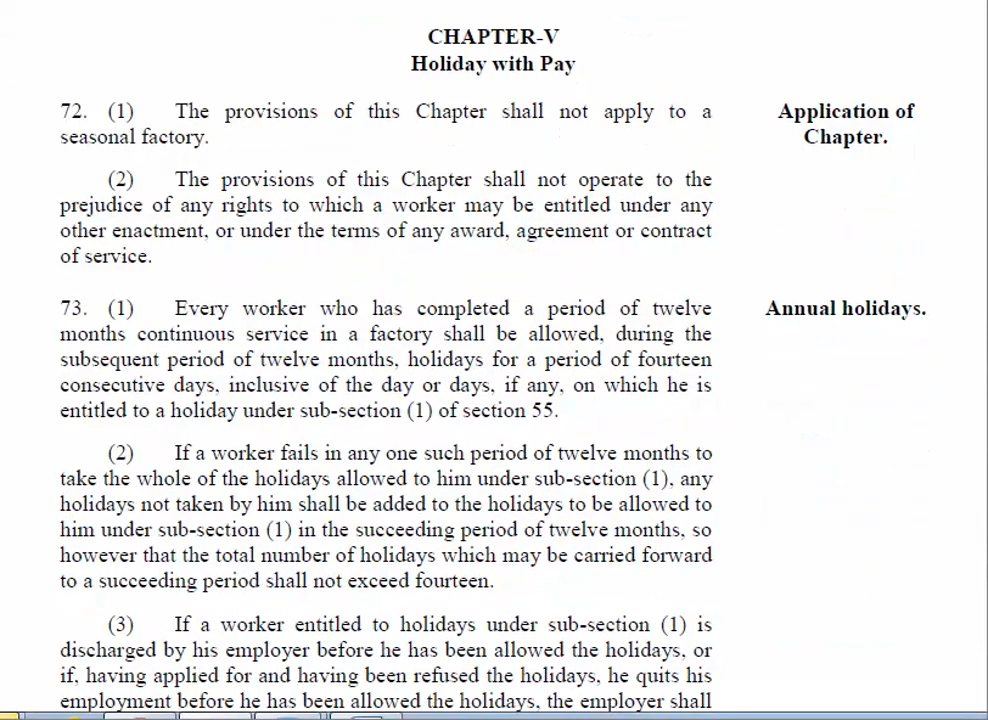 CHAPTER-V
Holiday with Pay
72. (1) The provisions of this Chapter shall not apply to a
seasonal factory.
Application of
Chapter.
(2) The provisions of this Chapter shall not operate to the
prejudice of any rights to which a worker may be entitled under any
other enactment, or under the terms of any award, agreement or contract
of service.
73. (1) Every worker who has completed a period of twelve
months continuous service in a factory shall be allowed, during the
subsequent period of twelve months, holidays for a period of fourteen
consecutive days, inclusive of the day or days, if any, on which he is
entitled to a holiday under sub-section (1) of section 55.
Annual holidays.
(2) If a worker fails in any one such period of twelve months to
take the whole of the holidays allowed to him under sub-section (1), any
holidays not taken by him shall be added to the holidays to be allowed to
him under sub-section (1) in the succeeding period of twelve months, so
however that the total number of holidays which may be carried forward
to a succeeding period shall not exceed fourteen.
(3) If a worker entitled to holidays under sub-section (1) is
discharged by his employer before he has been allowed the holidays, or
if, having applied for and having been refused the holidays, he quits his
employment before he has been allowed the holidays, the employer shall